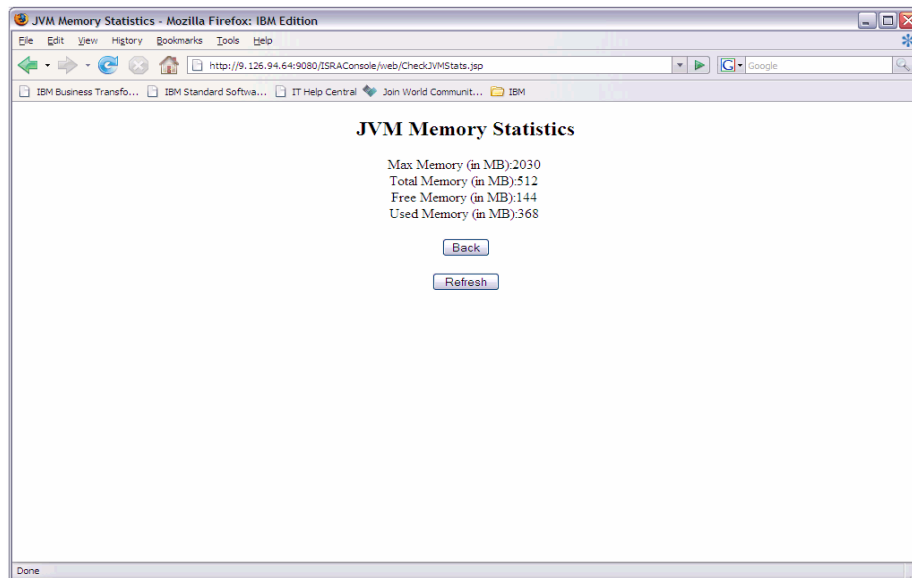 JVM Memory Statistics - Mozilla Firefox: IBM Edition
File Edit View History Bookmarks Tools Help
http://9.126.94.64:9080/ISRAConsole/web/CheckJVMStats.jsp G Google
IBM Business Transfo... IBM Standard Softwa... IT Help Central Join World Communit... IBM
JVM Memory Statistics
Max Memory (in MB):2030
Total Memory (in MB):512
Free Memory (in MB):144
Used Memory (in MB):368
Back
Refresh
Done